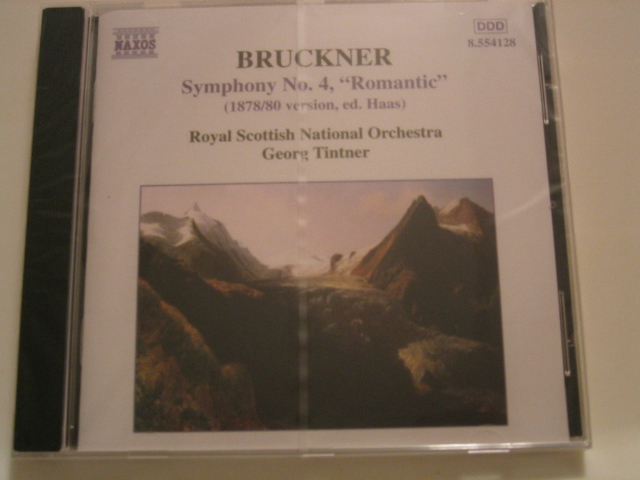 NAXOS
DDD
8.554128
BRUCKNER
Symphony No. 4, “Romantic”
(1878/80 version, ed. Haas)
Royal Scottish National Orchestra
Georg Tintner